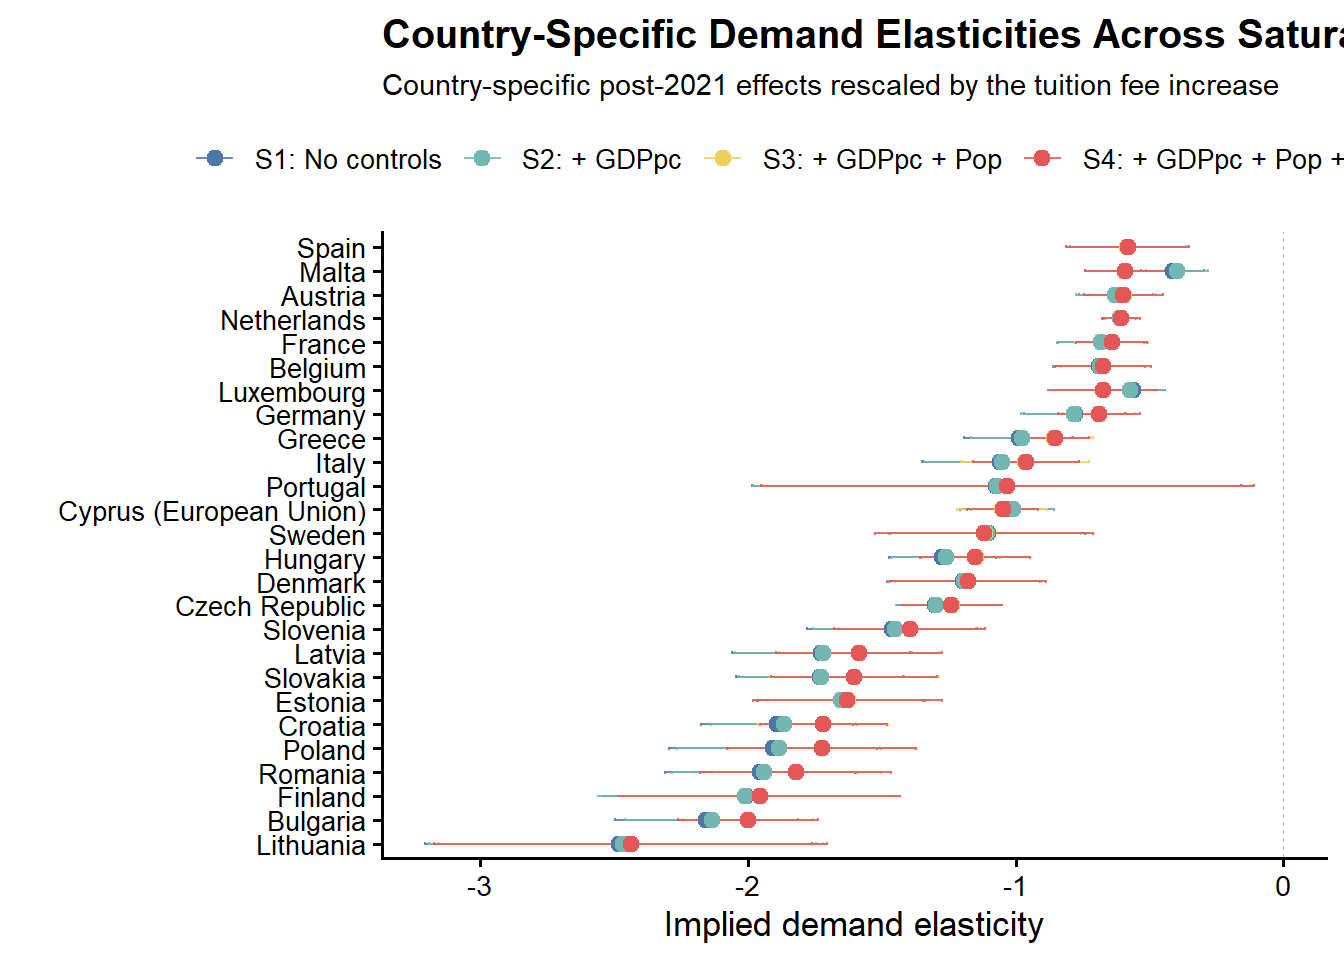 Country-Specific Demand Elasticities Across Satura
Country-specific post-2021 effects rescaled by the tuition fee increase
S1: No controls S2: + GDPpc S3: + GDPpc + Pop S4: + GDPpc + Pop +
Spain
Malta
Austria
Netherlands
France
Belgium
Luxembourg
Germany
Greece
Italy
Portugal
Cyprus (European Union)
Sweden
Hungary
Denmark
Czech Republic
Slovenia
Latvia
Slovakia
Estonia
Croatia
Poland
Romania
Finland
Bulgaria
Lithuania
-3 -2 -1 0
Implied demand elasticity